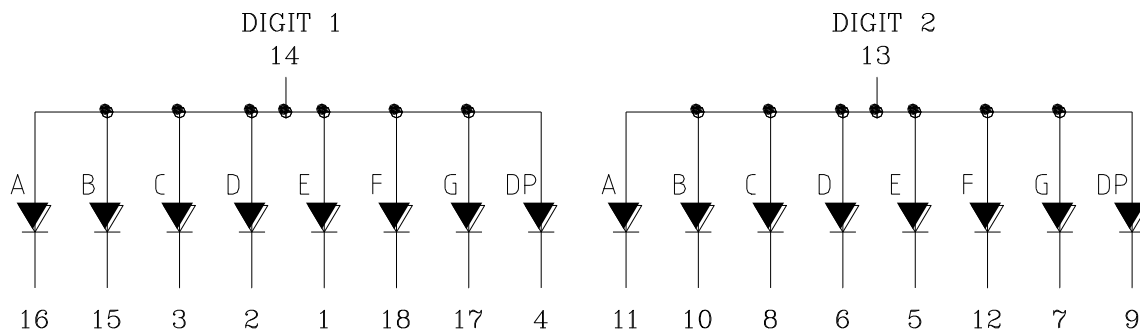 DIGIT 1 DIGIT 2
14 13
A B C D E F G DP A B C D E F G DP
16 15 3 2 1 18 17 4 11 10 8 6 5 12 7 9